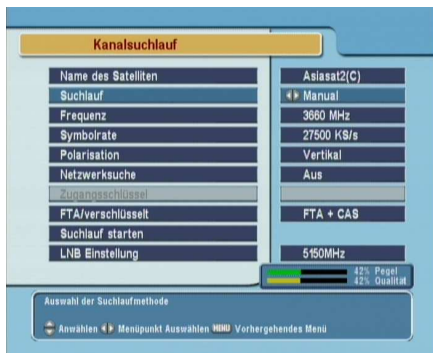 Kanalsuchlauf
Name des Satelliten Asiasat2(C)
Suchlauf Manual
Frequenz 3660 MHz
Symbolrate 27500 KS/s
Polarisation Vertikal
Netzwerksuche Aus
Zugangsschlüssel
FTA/verschlüsselt FTA + CAS
Suchlauf starten
LNB Einstellung 5150MHz
42% Pegel
42% Qualität
Auswahl der Suchlaufmethode
Anwählen Menüpunkt Auswählen MENU Vorhergehendes Menü